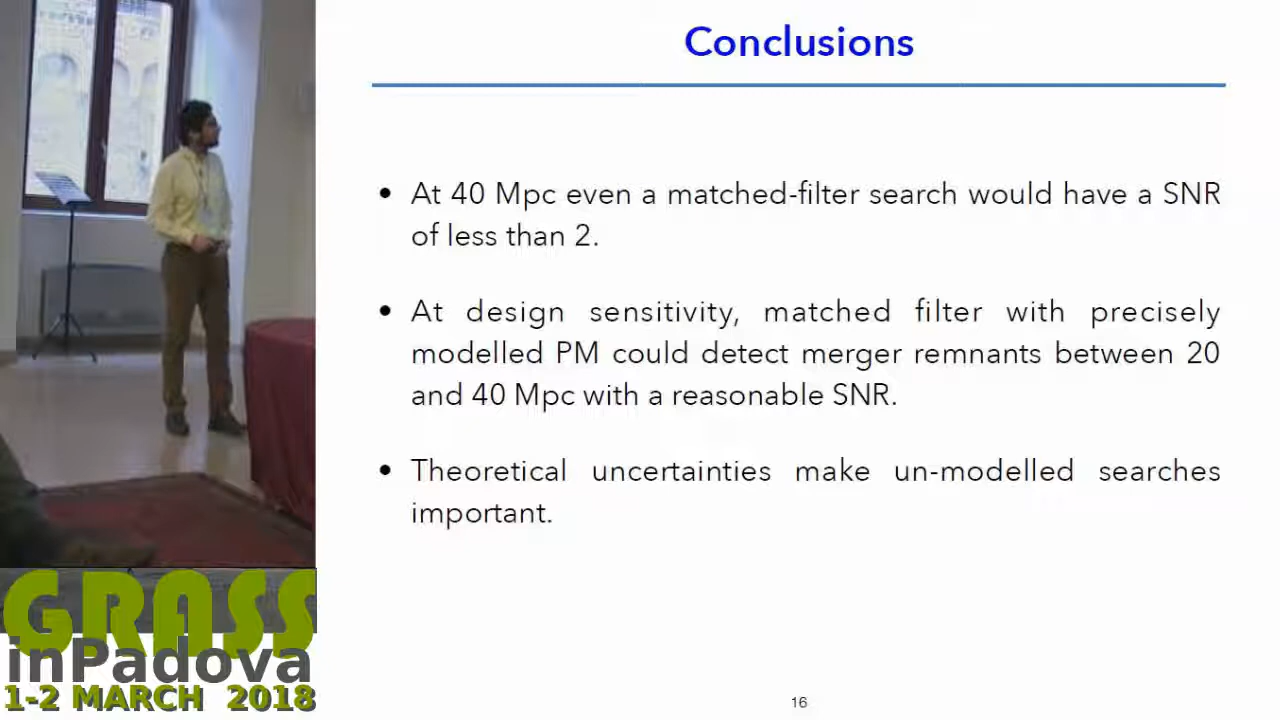 Conclusions
• At 40 Mpc even a matched-filter search would have a SNR
of less than 2.
• At design sensitivity, matched filter with precisely
modelled PM could detect merger remnants between 20
and 40 Mpc with a reasonable SNR.
• Theoretical uncertainties make un-modelled searches
important.
16
GRASS
inPadova
1-2 MARCH 2018